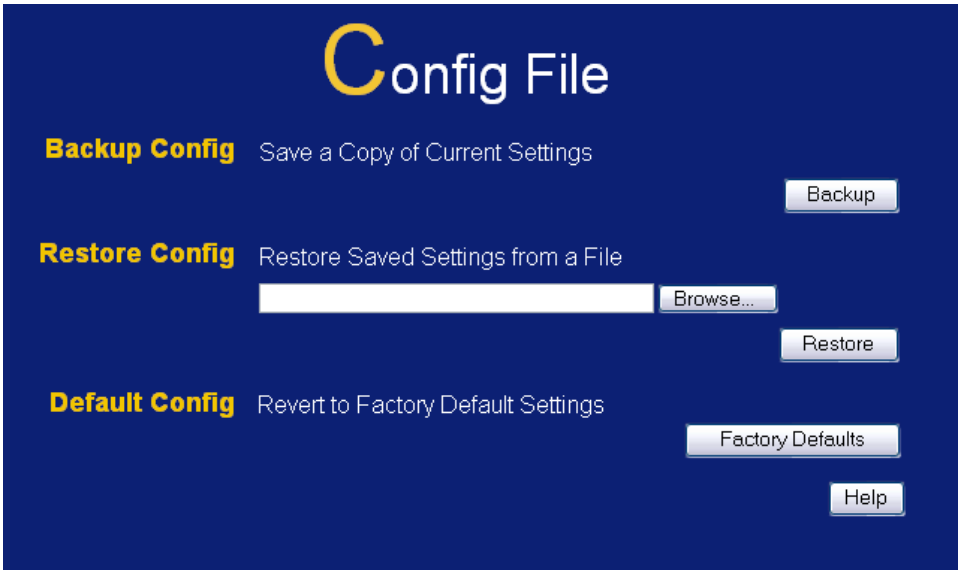 Config File
Backup Config Save a Copy of Current Settings
Backup
Restore Config Restore Saved Settings from a File
Browse...
Restore
Default Config Revert to Factory Default Settings
Factory Defaults
Help